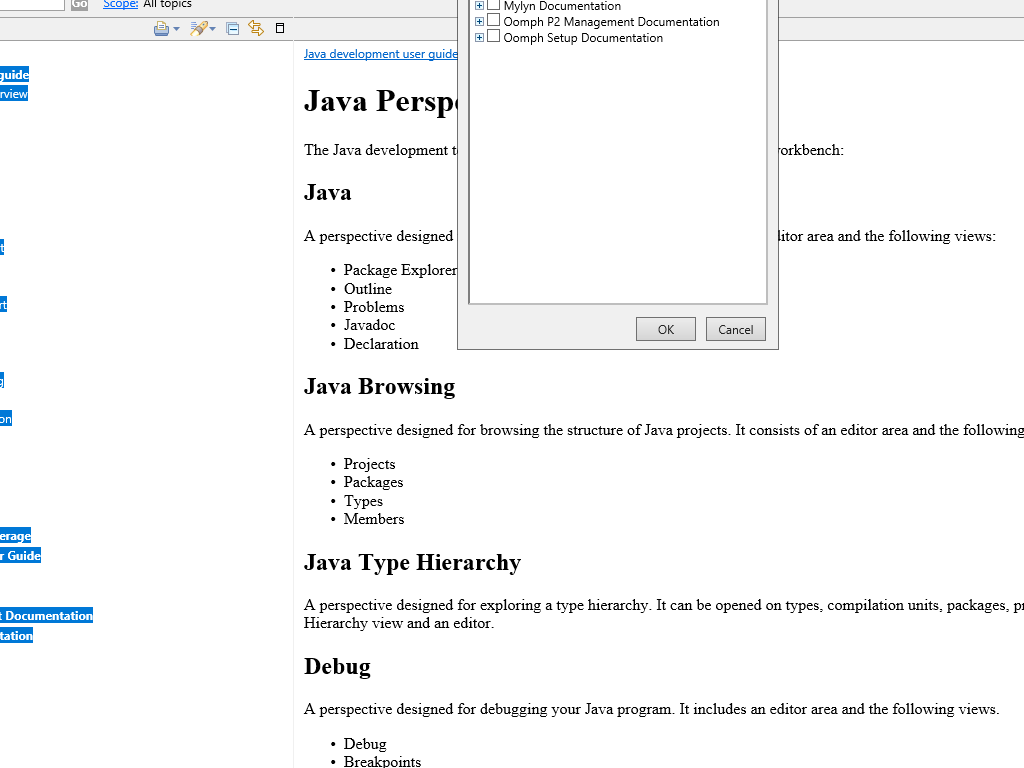 Go Scope: All topics
guide
rview
t
rt
g
on
erage
r Guide
t Documentation
tation
Mylyn Documentation
Oomph P2 Management Documentation
Oomph Setup Documentation
OK Cancel
Java development user guide
Java Persp
The Java development t
orkbench:
Java
A perspective designed
itor area and the following views:
• Package Explorer
• Outline
• Problems
• Javadoc
• Declaration
Java Browsing
A perspective designed for browsing the structure of Java projects. It consists of an editor area and the following
• Projects
• Packages
• Types
• Members
Java Type Hierarchy
A perspective designed for exploring a type hierarchy. It can be opened on types, compilation units, packages, pr
Hierarchy view and an editor.
Debug
A perspective designed for debugging your Java program. It includes an editor area and the following views.
• Debug
• Breakpoints